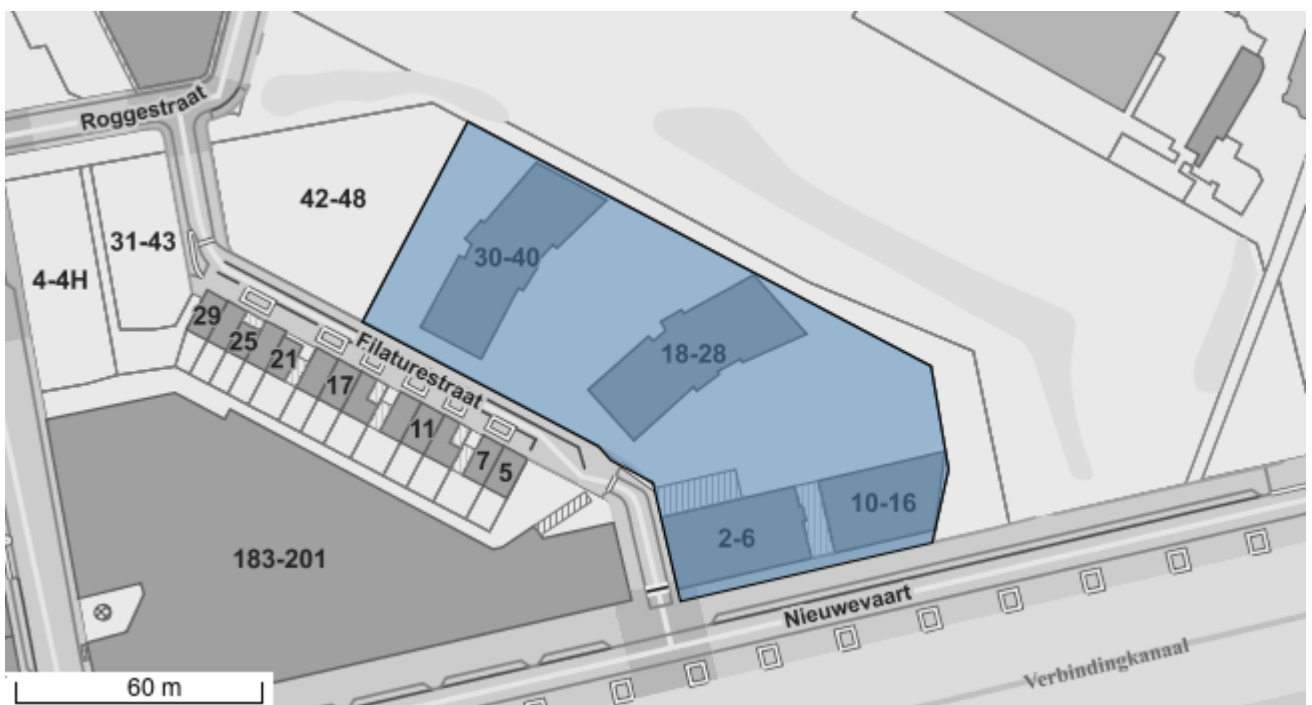 Roggestraat
42-48
31-43
4-4H
30-40
29
25
21
17
11
7
5
Filaturestraat
18-28
10-16
2-6
183-201
Nieuwevaart
Verbindingkanaal
60 m